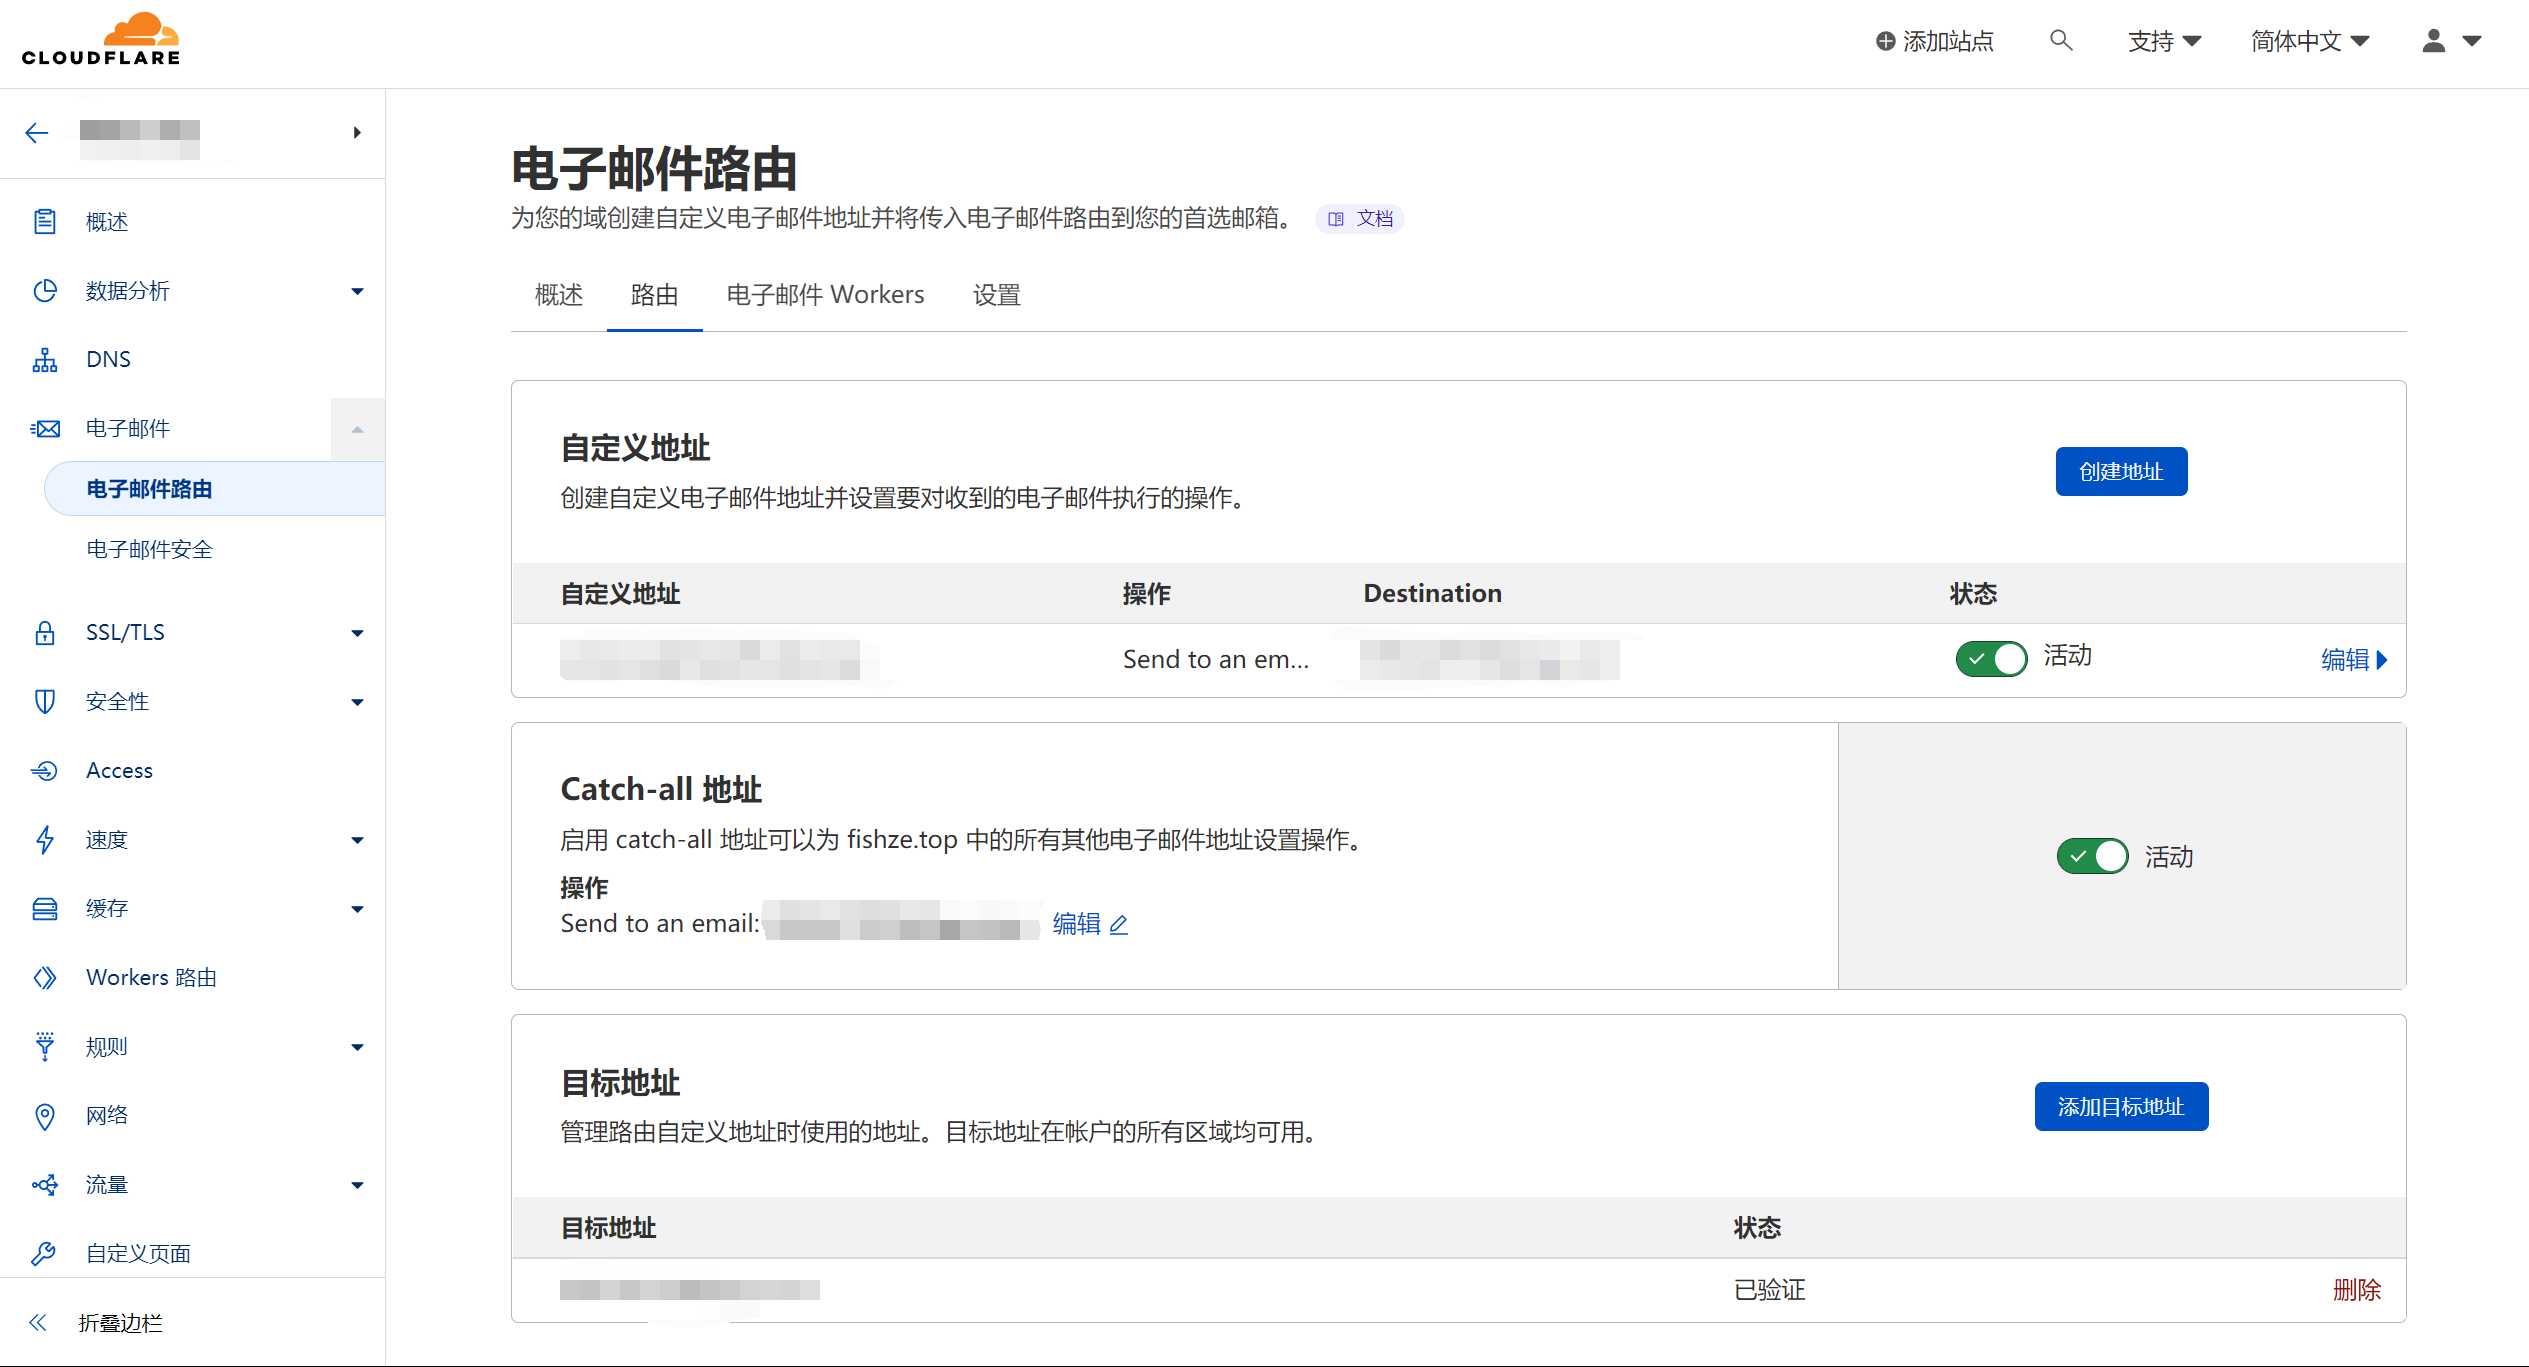 CLOUDFLARE
添加站点
支持
简体中文
概述
数据分析
DNS
电子邮件
电子邮件路由
电子邮件安全
SSL/TLS
安全性
Access
速度
缓存
Workers 路由
规则
网络
流量
自定义页面
折叠边栏
电子邮件路由
为您的域创建自定义电子邮件地址并将传入电子邮件路由到您的首选邮箱。 文档
概述 路由 电子邮件 Workers 设置
自定义地址
创建自定义电子邮件地址并设置要对收到的电子邮件执行的操作。
创建地址
自定义地址 操作 Destination 状态
Send to an em... 活动 编辑
Catch-all 地址
启用 catch-all 地址可以为 fishze.top 中的所有其他电子邮件地址设置操作。
操作
Send to an email: 编辑
活动
目标地址
管理路由自定义地址时使用的地址。目标地址在帐户的所有区域均可用。
添加目标地址
目标地址 状态
已验证 删除